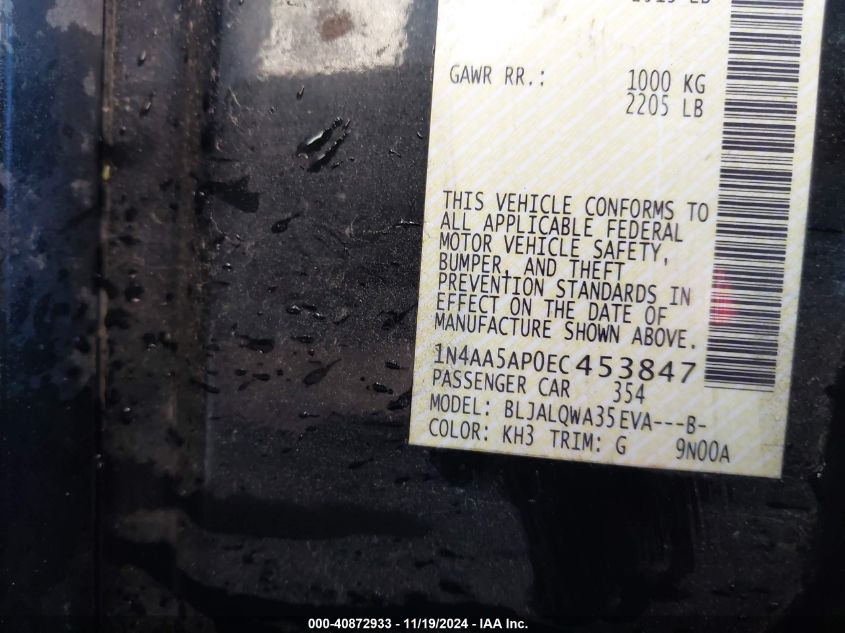 GAWR RR.: 1000 KG
2205 LB
THIS VEHICLE CONFORMS TO
ALL APPLICABLE FEDERAL
MOTOR VEHICLE SAFETY,
BUMPER, AND THEFT
PREVENTION STANDARDS IN
EFFECT ON THE DATE OF
MANUFACTURE SHOWN ABOVE.
1N4AA5AP0EC453847
PASSENGER CAR 354
MODEL: BLJALQWA35EVA---B-
COLOR: KH3 TRIM: G 9N00A
000-40872933 - 11/19/2024 - IAA Inc.